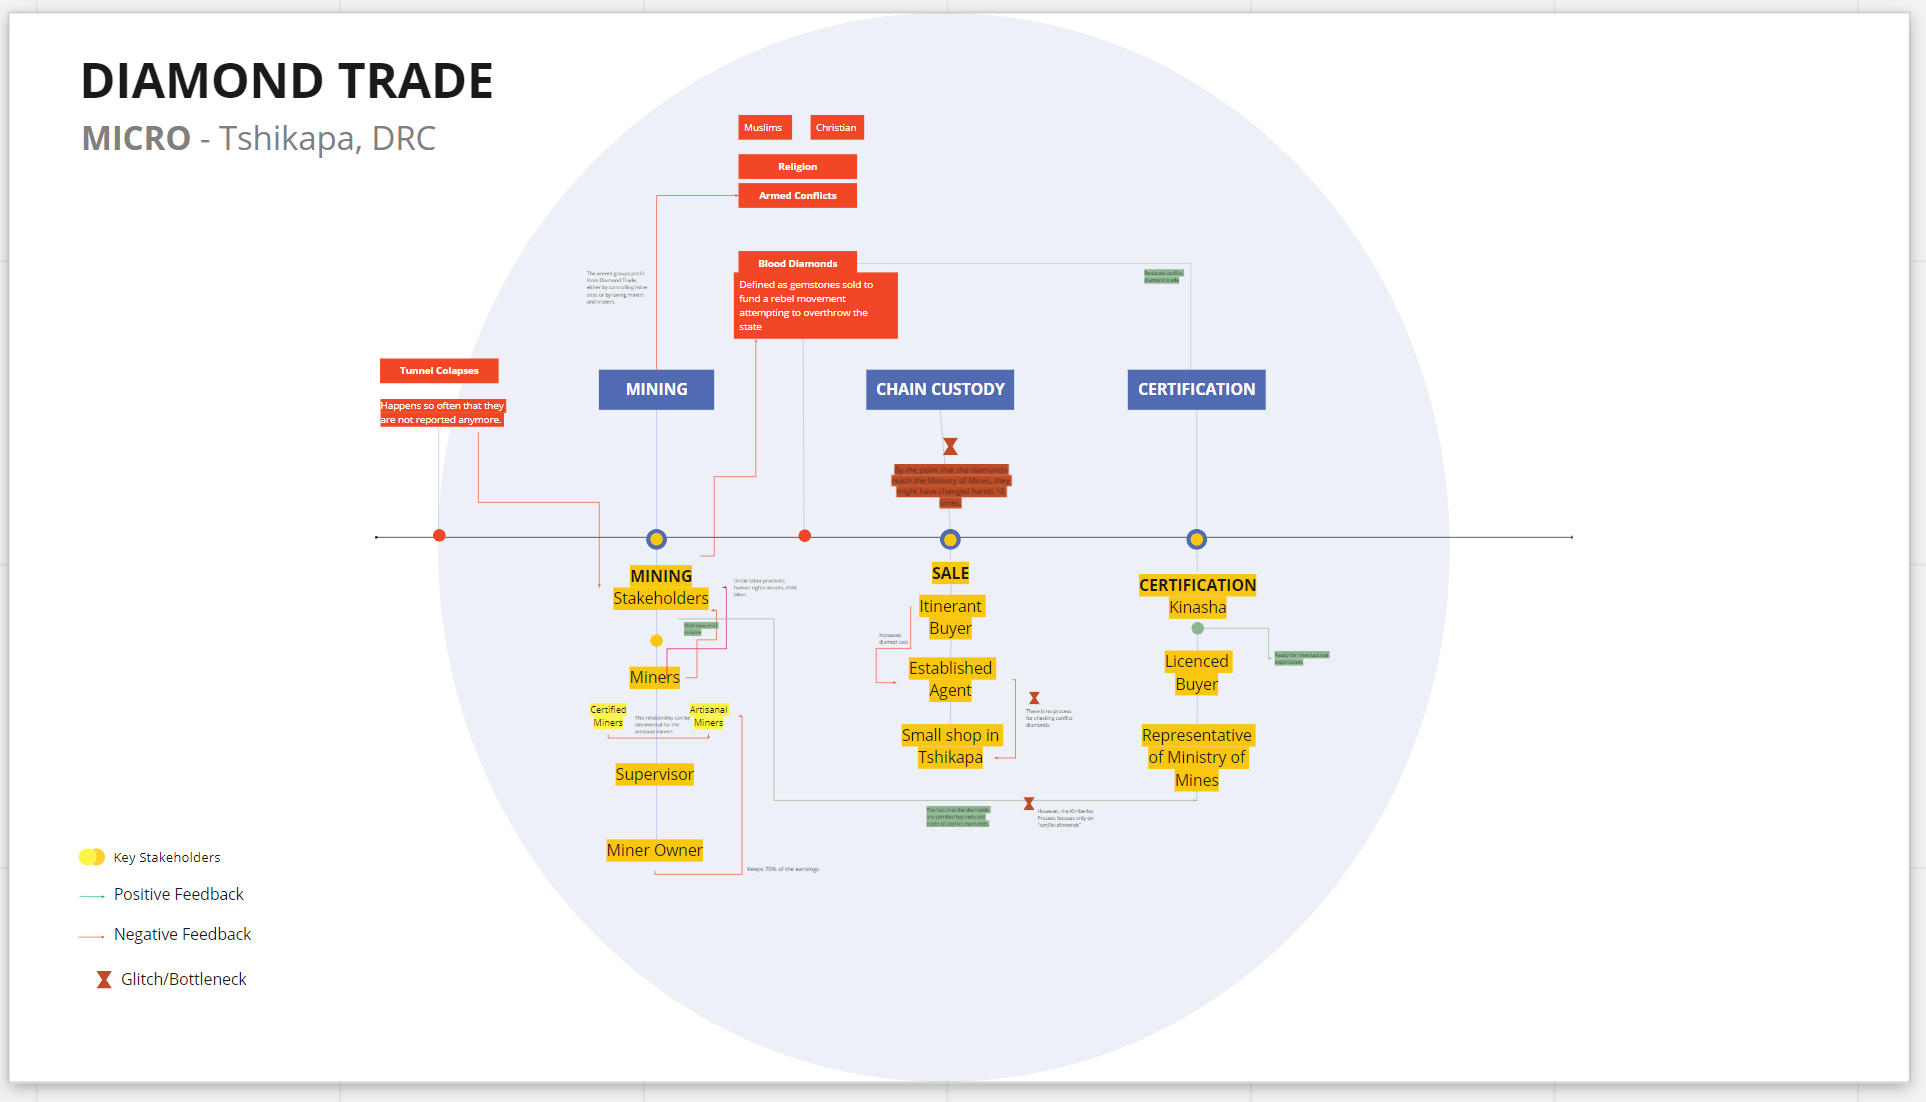 DIAMOND TRADE
MICRO - Tshikapa, DRC
Muslims
Christian
Religion
Armed Conflicts
Blood Diamonds
Defined as gemstones sold to
fund a rebel movement
attempting to overthrow the
state
The armed groups profit
from Diamond Trade,
either by controlling mine
sites or by taxing miners
and traders.
Reduced conflict
diamond trade
Tunnel Colapses
Happens so often that they
are not reported anymore.
MINING
CHAIN CUSTODY
CERTIFICATION
By the point that the diamonds
reach the Ministry of Mines, they
might have changed hands 10
times.
MINING
Stakeholders
Unfair labor practices;
human rights abuses; child
labor.
income
Miners
Certified
Miners
This relationship can be
detrimental for the
artisanal miners
Artisanal
Miners
Supervisor
Miner Owner
Keeps 70% of the earnings
SALE
Itinerant
Buyer
Increases
diamod cost
Established
Agent
There is no process
for checking conflict
diamonds
Small shop in
Tshikapa
The fact that the diamonds
are certified has reduced
trade of conflict diamonds
However, the Kimberley
Process focuses only on
"conflict diamonds"
CERTIFICATION
Kinasha
Ready for international
exportation.
Licenced
Buyer
Representative
of Ministry of
Mines
Key Stakeholders
Positive Feedback
Negative Feedback
Glitch/Bottleneck